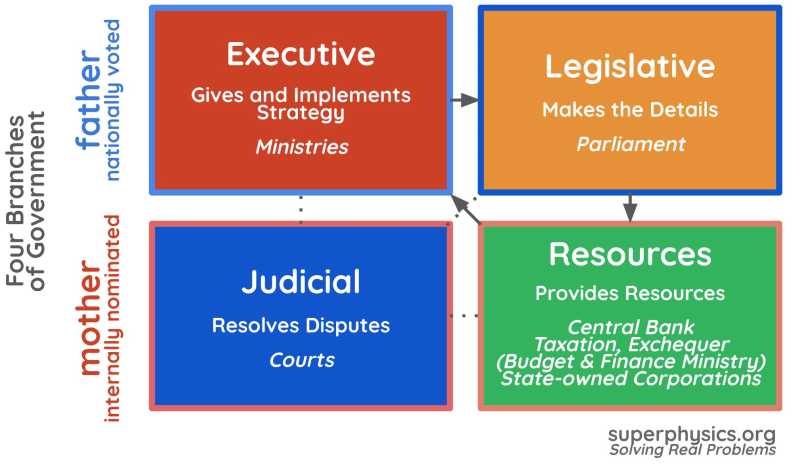 Four Branches
of Government
father
nationally voted
Executive
Gives and Implements
Strategy
Ministries
Legislative
Makes the Details
Parliament
mother
internally nominated
Judicial
Resolves Disputes
Courts
Resources
Provides Resources
Central Bank
Taxation, Exchequer
(Budget & Finance Ministry)
State-owned Corporations
superphysics.org
Solving Real Problems